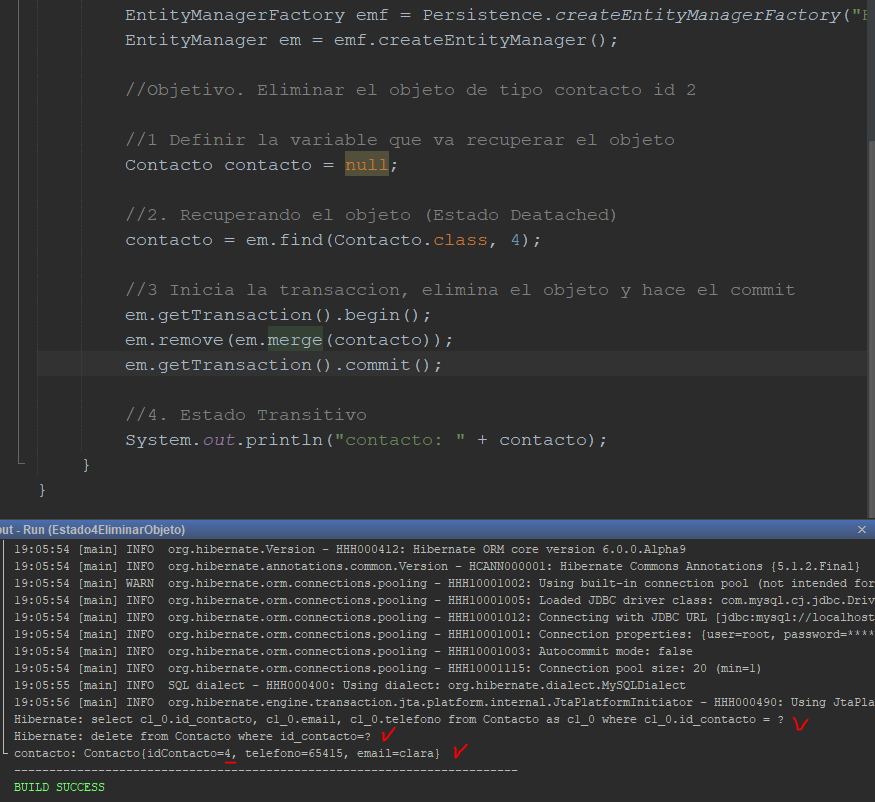 EntityManagerFactory emf = Persistence.createEntityManagerFactory("
EntityManager em = emf.createEntityManager();
//Objetivo. Eliminar el objeto de tipo contacto id 2
//1 Definir la variable que va recuperar el objeto
Contacto contacto = null;
//2. Recuperando el objeto (Estado Deatached)
contacto = em.find(Contacto.class, 4);
//3 Inicia la transaccion, elimina el objeto y hace el commit
em.getTransaction().begin();
em.remove(em.merge(contacto));
em.getTransaction().commit();
//4. Estado Transitivo
System.out.println("contacto: " + contacto);
}
}
ut - Run (Estado4EliminarObjeto)
19:05:54 [main] INFO  org.hibernate.Version - HHH000412: Hibernate ORM core version 6.0.0.Alpha9
19:05:54 [main] INFO  org.hibernate.annotations.common.Version - HCANN000001: Hibernate Commons Annotations {5.1.2.Final}
19:05:54 [main] WARN  org.hibernate.orm.connections.pooling - HHH10001002: Using built-in connection pool (not intended for
19:05:54 [main] INFO  org.hibernate.orm.connections.pooling - HHH10001005: Loaded JDBC driver class: com.mysql.cj.jdbc.Driv
19:05:54 [main] INFO  org.hibernate.orm.connections.pooling - HHH10001012: Connecting with JDBC URL [jdbc:mysql://localhost
19:05:54 [main] INFO  org.hibernate.orm.connections.pooling - HHH10001001: Connection properties: {user=root, password=****
19:05:54 [main] INFO  org.hibernate.orm.connections.pooling - HHH10001003: Autocommit mode: false
19:05:54 [main] INFO  org.hibernate.orm.connections.pooling - HHH10001115: Connection pool size: 20 (min=1)
19:05:55 [main] INFO  SQL dialect - HHH000400: Using dialect: org.hibernate.dialect.MySQLDialect
19:05:56 [main] INFO  org.hibernate.engine.transaction.jta.platform.internal.JtaPlatformInitiator - HHH000490: Using JtaPla
Hibernate: select c1_0.id_contacto, c1_0.email, c1_0.telefono from Contacto as c1_0 where c1_0.id_contacto = ?
Hibernate: delete from Contacto where id_contacto=?
contacto: Contacto{idContacto=4, telefono=65415, email=clara}
------------------------------------------------------------------------
BUILD SUCCESS